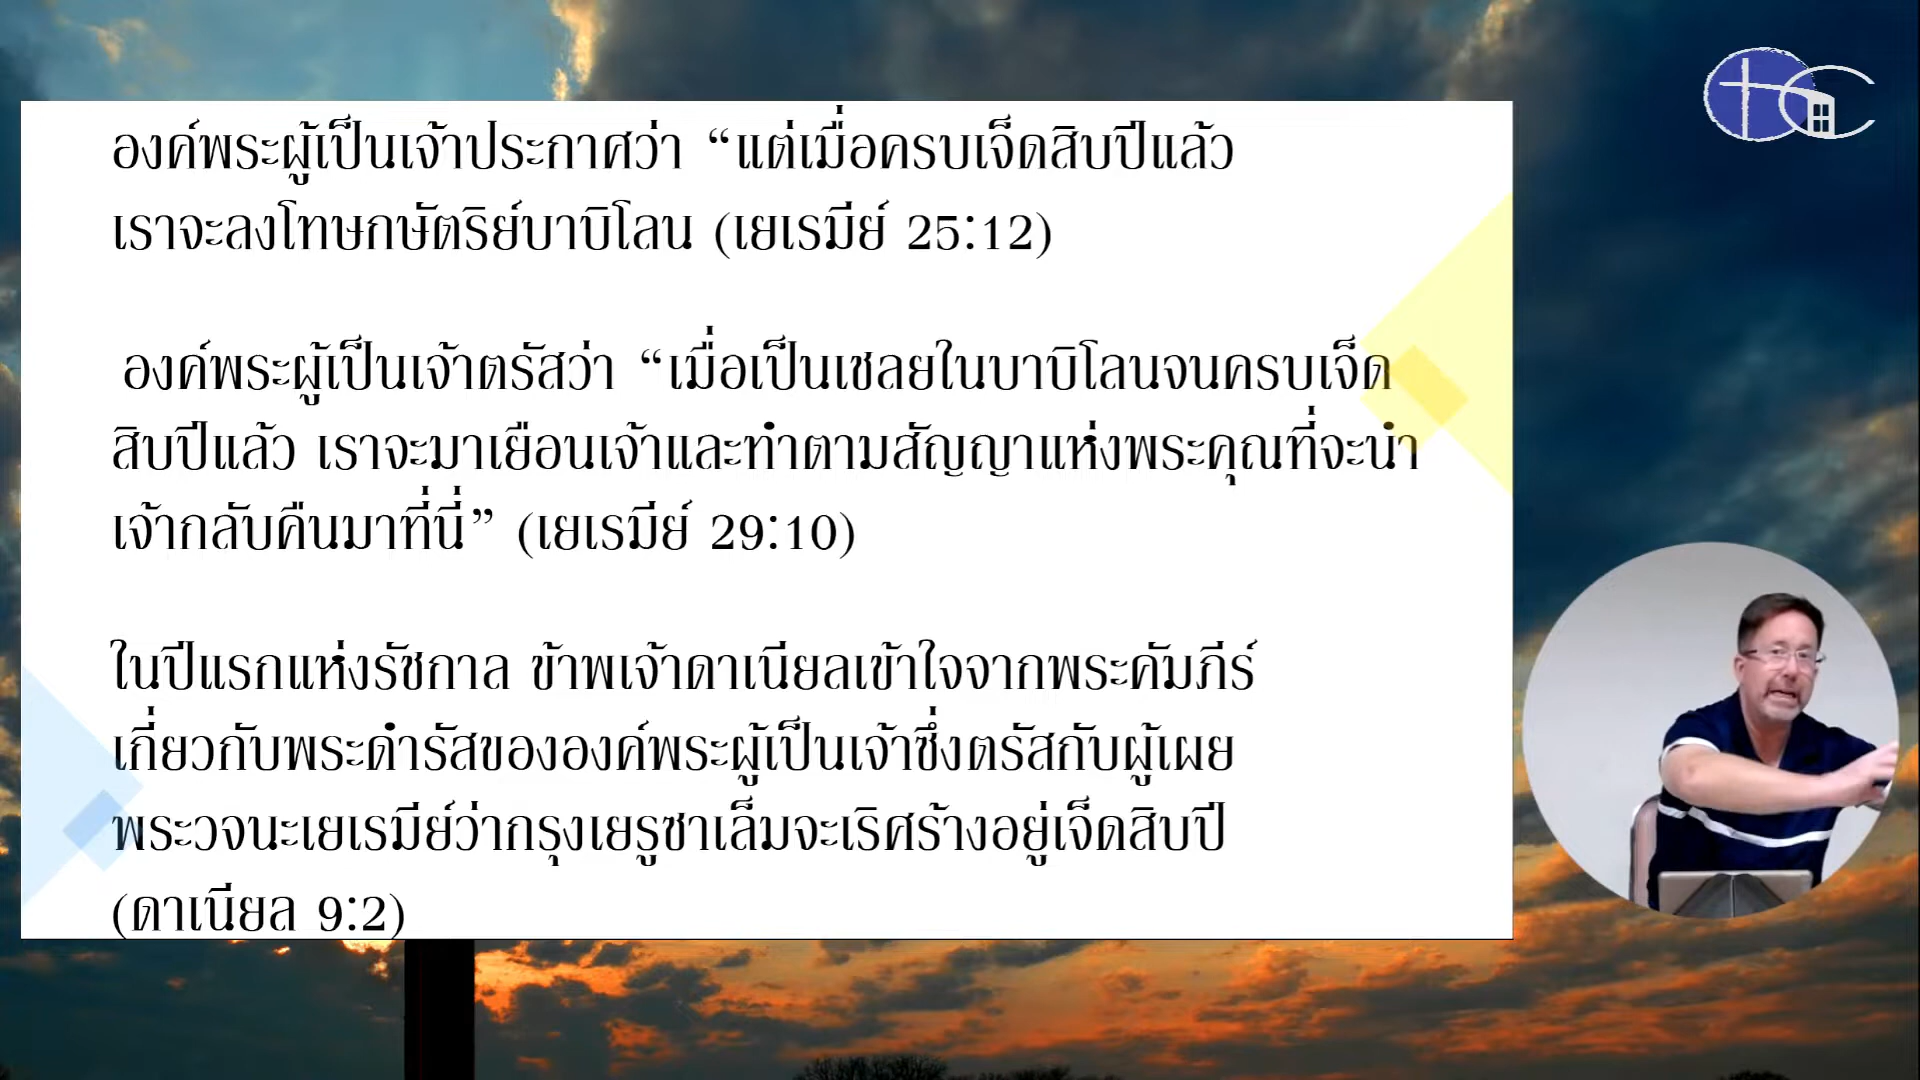 องค์พระผู้เป็นเจ้าประกาศว่า “แต่เมื่อครบเจ็ดสิบปีแล้ว
เราจะลงโทษกษัตริย์บาบิโลน (เยเรมีย์ 25:12)
องค์พระผู้เป็นเจ้าตรัสว่า “เมื่อเป็นเชลยในบาบิโลนจนครบเจ็ด
สิบปีแล้ว เราจะมาเยือนเจ้าและทำตามสัญญาแห่งพระคุณที่จะนำ
เจ้ากลับคืนมาที่นี่” (เยเรมีย์ 29:10)
ในปีแรกแห่งรัชกาล ข้าพเจ้าดาเนียลเข้าใจจากพระคัมภีร์
เกี่ยวกับพระดำรัสขององค์พระผู้เป็นเจ้าซึ่งตรัสกับผู้เผย
พระวจนะเยเรมีย์ว่ากรุงเยรูซาเล็มจะเริศร้างอยู่เจ็ดสิบปี
(ดาเนียล 9:2)